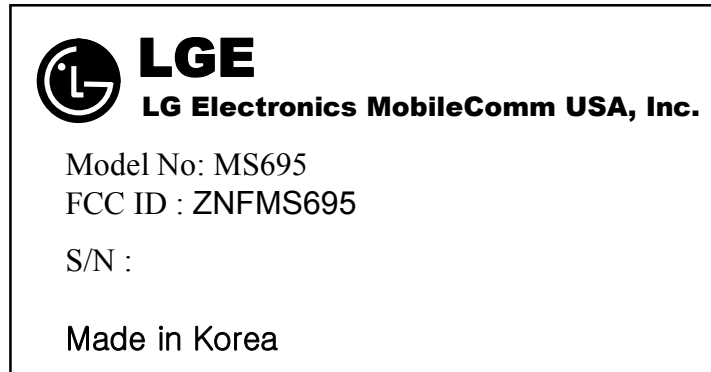 LGE
LG Electronics MobileComm USA, Inc.
Model No: MS695
FCC ID : ZNFMS695
S/N :
Made in Korea